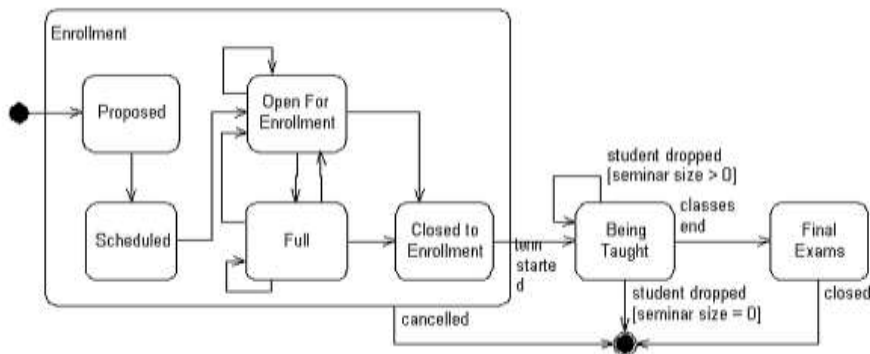 Enrollment
Proposed
Open For
Enrollment
student dropped
[seminar size > 0]
Scheduled
Full
Closed to
Enrollment
term
starte
d
Being
Taught
classes
end
Final
Exams
student dropped
[seminar size = 0]
closed
cancelled